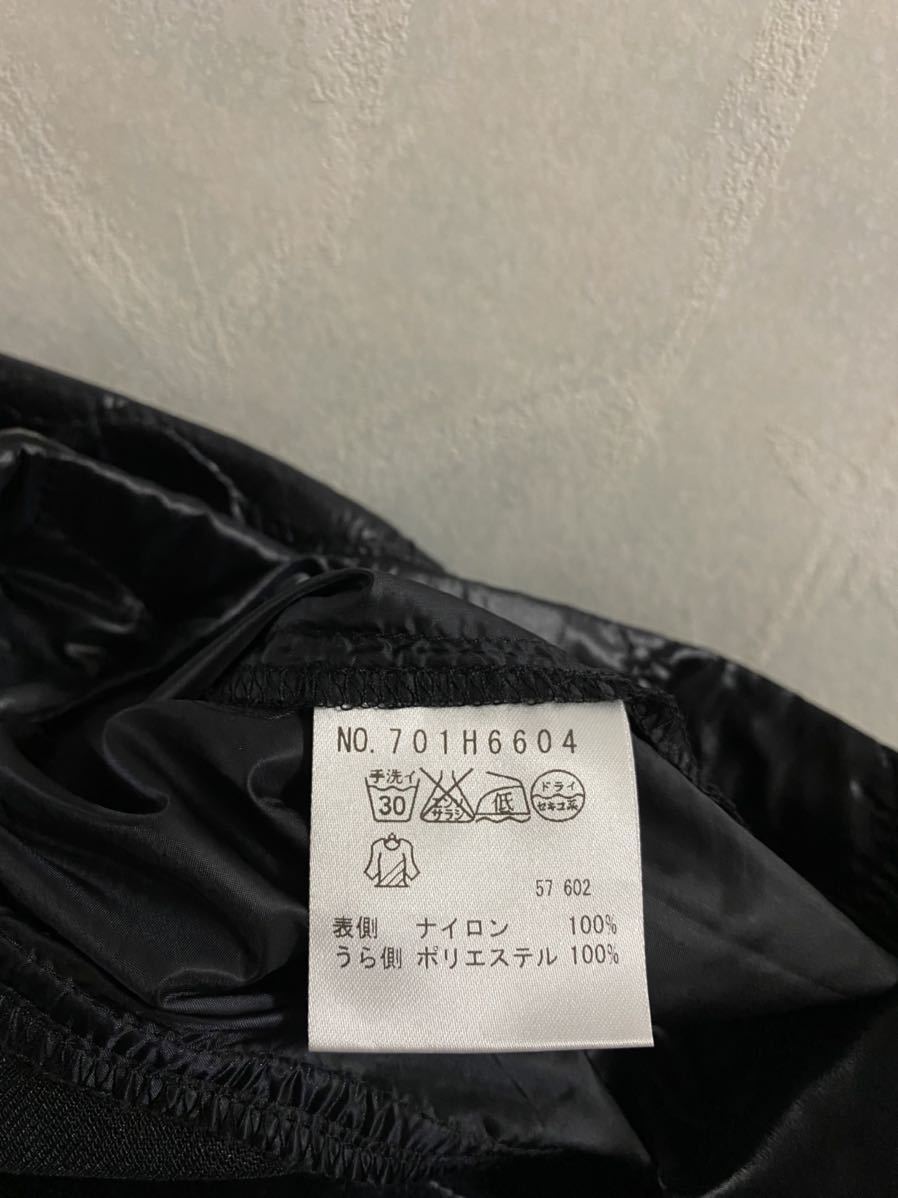 NO. 701H6604
手洗イ
30
エンソ
サラシ
低
ドライ
セキユ系
57 602
表側 ナイロン 100%
うら側 ポリエステル 100%